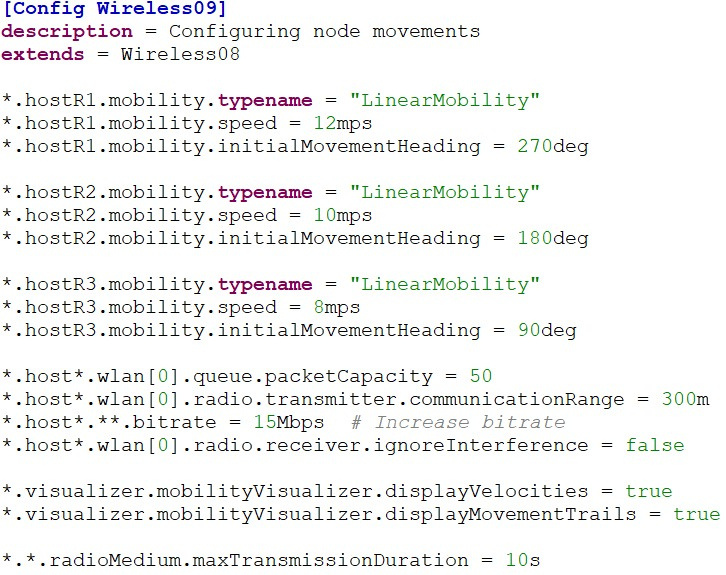 [Config Wireless09]
description = Configuring node movements
extends = Wireless08
*.hostR1.mobility.typename = "LinearMobility"
*.hostR1.mobility.speed = 12mps
*.hostR1.mobility.initialMovementHeading = 270deg
*.hostR2.mobility.typename = "LinearMobility"
*.hostR2.mobility.speed = 10mps
*.hostR2.mobility.initialMovementHeading = 180deg
*.hostR3.mobility.typename = "LinearMobility"
*.hostR3.mobility.speed = 8mps
*.hostR3.mobility.initialMovementHeading = 90deg
*.host*.wlan[0].queue.packetCapacity = 50
*.host*.wlan[0].radio.transmitter.communicationRange = 300m
*.host*.**.bitrate = 15Mbps  # Increase bitrate
*.host*.wlan[0].radio.receiver.ignoreInterference = false
*.visualizer.mobilityVisualizer.displayVelocities = true
*.visualizer.mobilityVisualizer.displayMovementTrails = true
*.*.radioMedium.maxTransmissionDuration = 10s